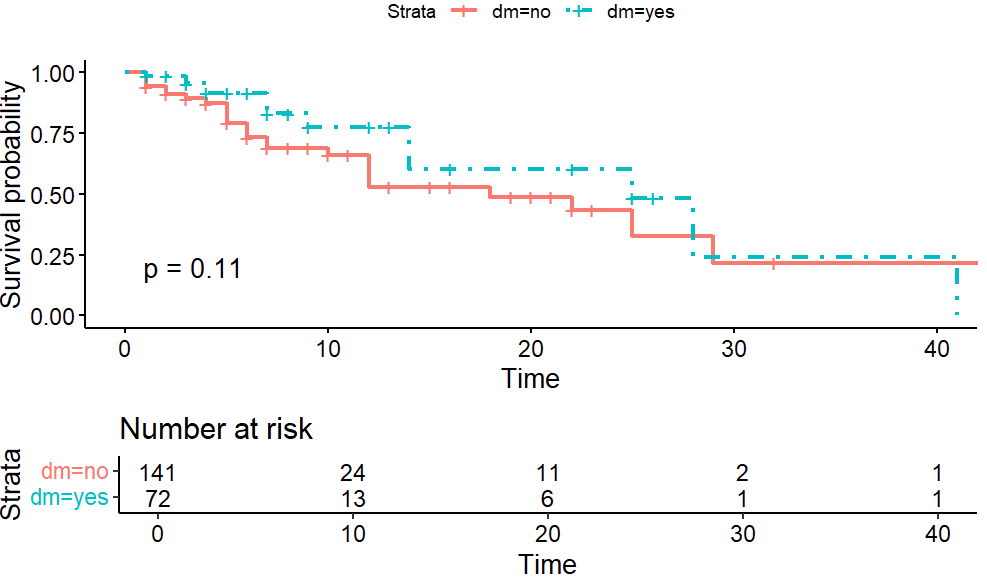 Strata dm=no dm=yes
Survival probability
1.00
0.75
0.50
0.25
0.00
p = 0.11
0 10 20 30 40
Time
Number at risk
Strata
dm=no 141 24 11 2 1
dm=yes 72 13 6 1 1
0 10 20 30 40
Time